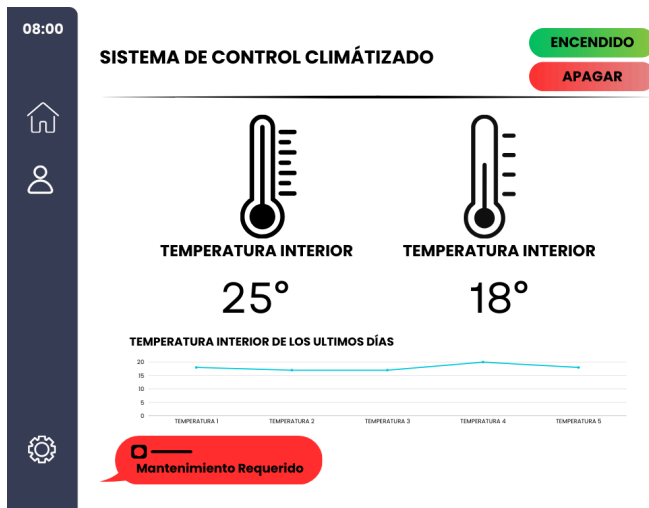 08:00
ENCENDIDO
SISTEMA DE CONTROL CLIMÁTIZADO
APAGAR
TEMPERATURA INTERIOR
TEMPERATURA INTERIOR
25°
18°
TEMPERATURA INTERIOR DE LOS ULTIMOS DÍAS
20
15
10
5
0
TEMPERATURA 1
TEMPERATURA 2
TEMPERATURA 3
TEMPERATURA 4
TEMPERATURA 5
Mantenimiento Requerido